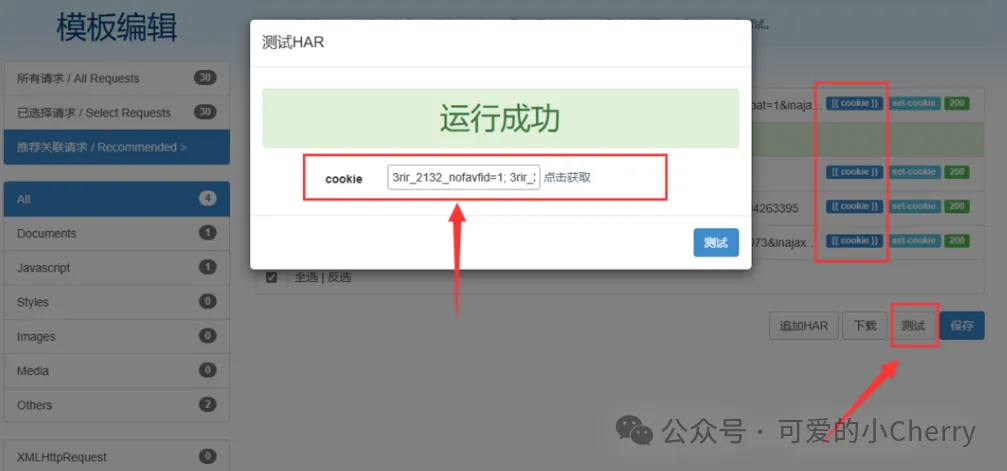 模板编辑
测试HAR
运行成功
cookie 3rir_2132_nofavfid=1; 3rir_ 点击获取
测试
所有请求 / All Requests 30
已选择请求 / Select Requests 30
推荐关联请求 / Recommended >
All 4
Documents 1
Javascript 1
Styles 0
Images 0
Media 0
Others 2
XMLHttpRequest 0
bat=1&inaja... {{ cookie }} set-cookie 200
{{ cookie }} set-cookie 200
04263395 {{ cookie }} set-cookie 200
073&inajax... {{ cookie }} set-cookie 200
全选 | 反选
追加HAR 下载 测试 保存
公众号 · 可爱的小Cherry